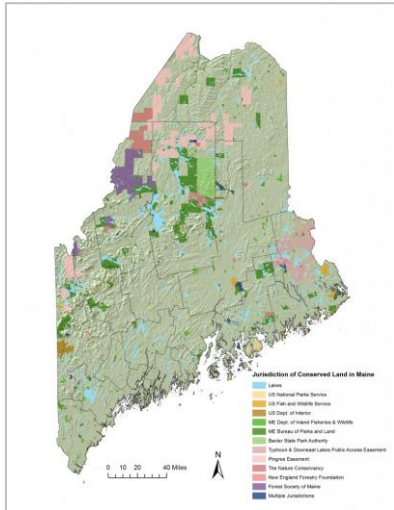 Jurisdiction of Conserved Land in Maine
Lakes
US National Parks Service
US Fish and Wildlife Service
US Dept. of Interior
ME Dept. of Inland Fisheries & Wildlife
ME Bureau of Parks and Land
Baxter State Park Authority
Typhoon & Downeast Lakes Public Access Easement
Pingree Easement
The Nature Conservancy
New England Forestry Foundation
Forest Society of Maine
Multiple Jurisdictions
0 20 40 Miles
N